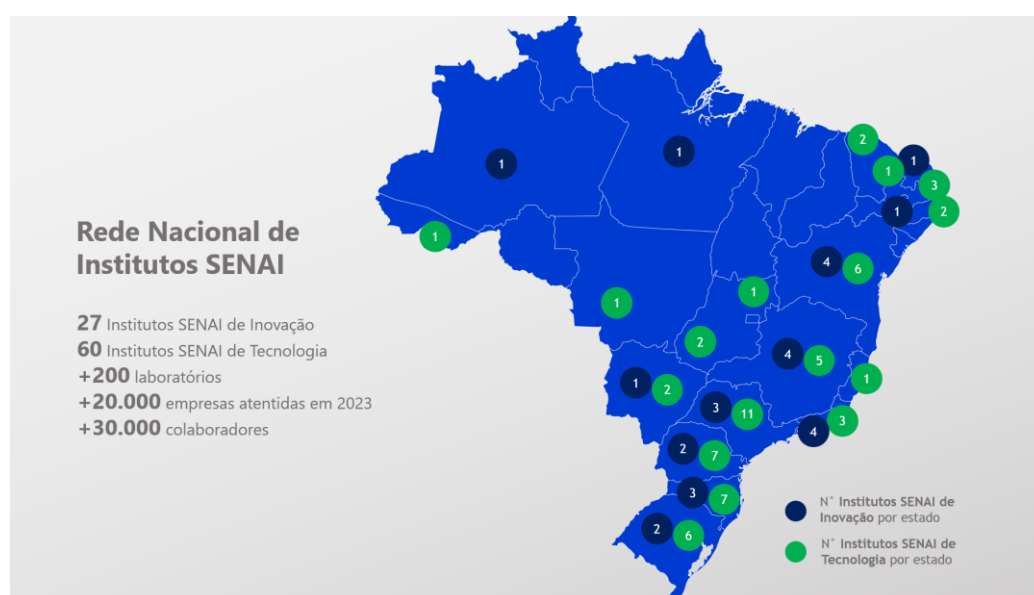 Rede Nacional de
Institutos SENAI
27 Institutos SENAI de Inovação
60 Institutos SENAI de Tecnologia
+200 laboratórios
+20.000 empresas atendidas em 2023
+30.000 colaboradores
1
1
2
1
1
3
1
2
1
4
6
1
1
2
4
5
1
1
2
3
11
4
3
2
7
3
7
2
6
N° Institutos SENAI de
Inovação por estado
N° Institutos SENAI de
Tecnologia por estado